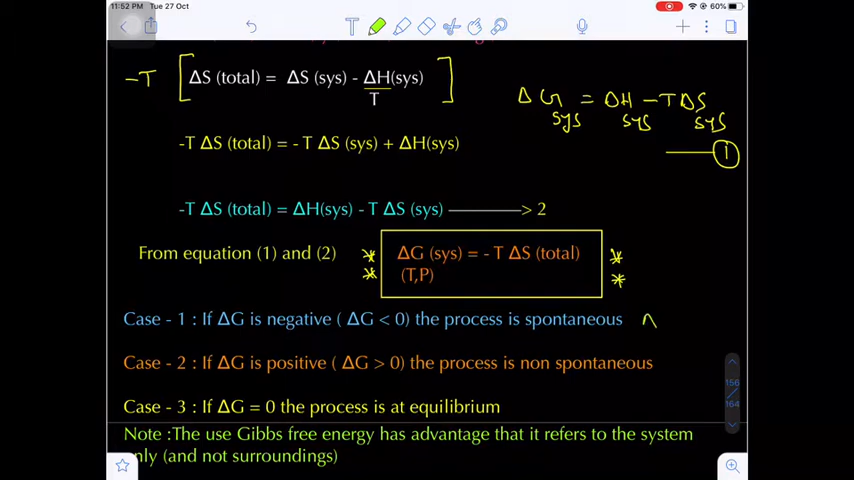 11:52 PM Tue 27 Oct
60%
-T [ ΔS (total) = ΔS (sys) - ΔH(sys) ]
T
ΔG sys = ΔH sys - TΔS sys
1
-T ΔS (total) = - T ΔS (sys) + ΔH(sys)
-T ΔS (total) = ΔH(sys) - T ΔS (sys) ————> 2
From equation (1) and (2)
** ΔG (sys) = - T ΔS (total) **
(T,P)
Case - 1 : If ΔG is negative ( ΔG < 0) the process is spontaneous
Case - 2 : If ΔG is positive ( ΔG > 0) the process is non spontaneous
156
164
Case - 3 : If ΔG = 0 the process is at equilibrium
Note :The use Gibbs free energy has advantage that it refers to the system
only (and not surroundings)